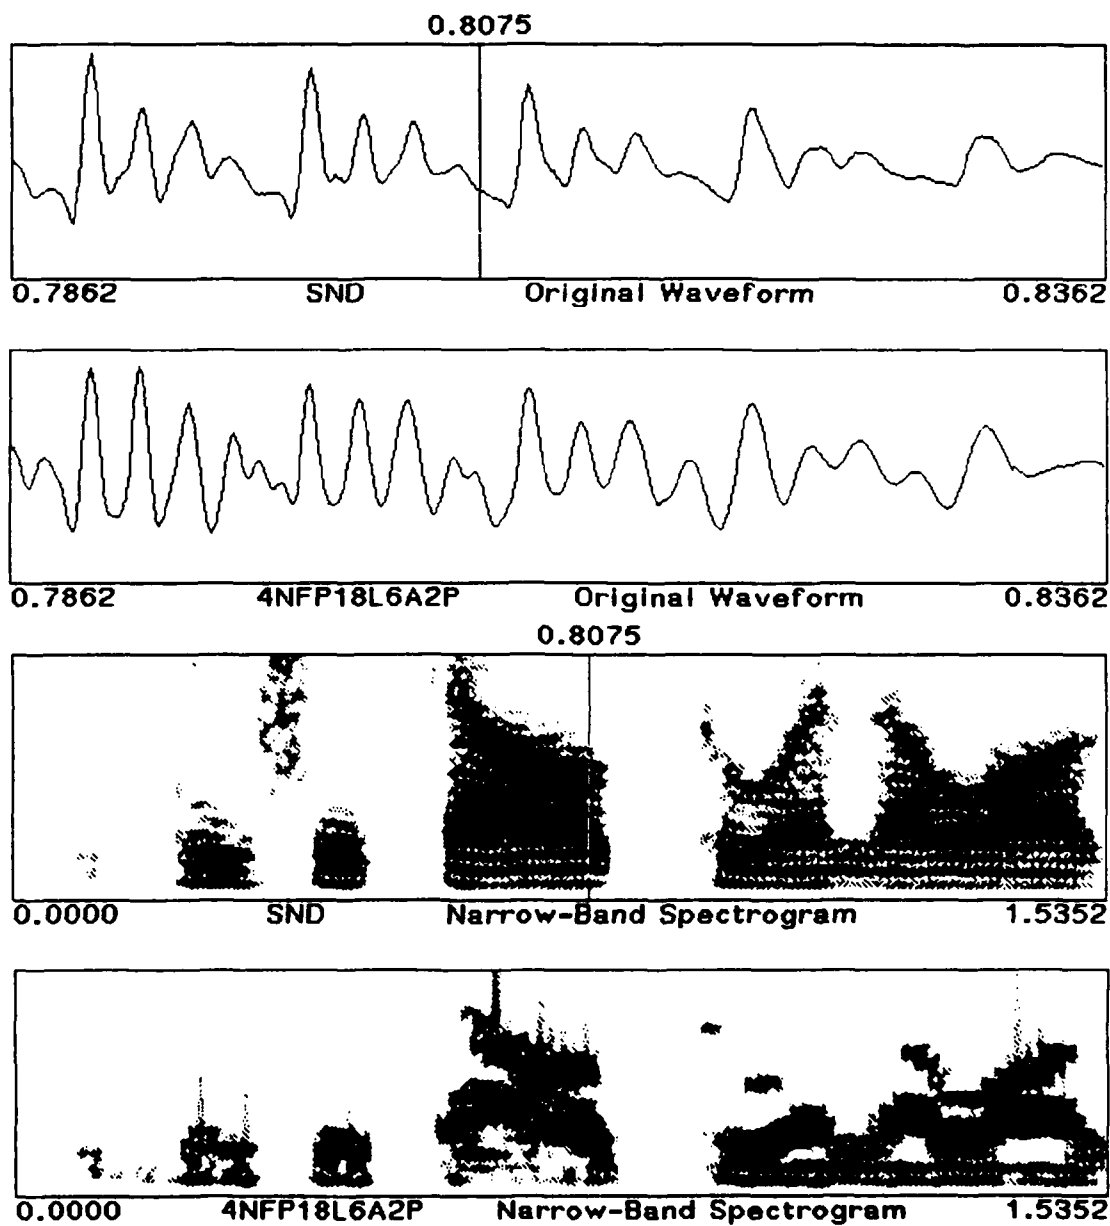 0.8075
0.7862 SND Original Waveform 0.8362
0.7862 4NFP18L6A2P Original Waveform 0.8362
0.8075
0.0000 SND Narrow-Band Spectrogram 1.5352
0.0000 4NFP18L6A2P Narrow-Band Spectrogram 1.5352